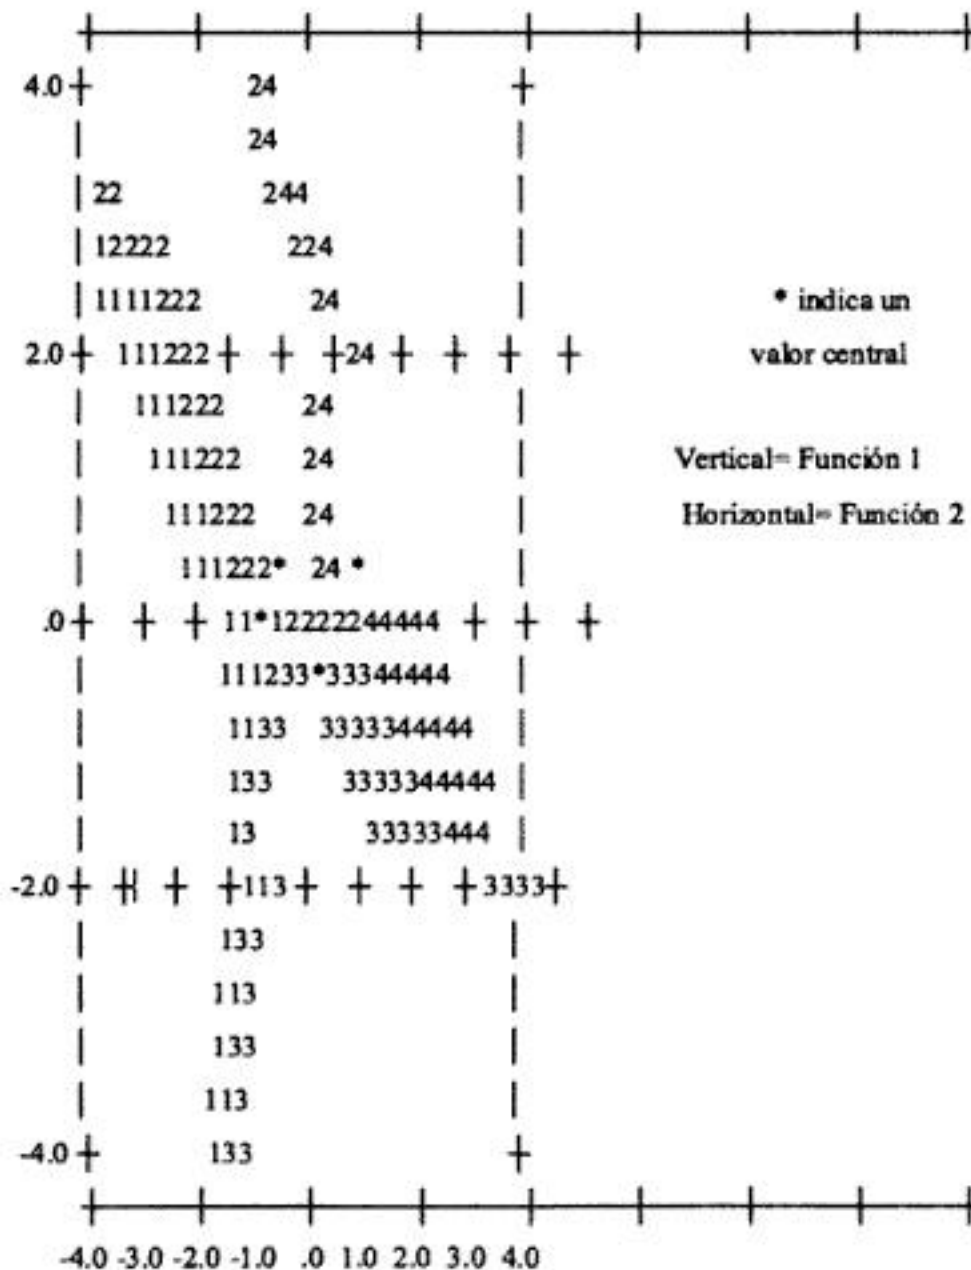 4.0 24
24
22 244
12222 224
1111222 24 * indica un
2.0 111222 24 valor central
111222 24
111222 24 Vertical= Función 1
111222 24 Horizontal= Función 2
111222* 24 *
.0 11*12222244444
111233*33344444
1133 3333344444
133 3333344444
13 33333444
-2.0 113 3333
133
113
133
113
-4.0 133
-4.0 -3.0 -2.0 -1.0 .0 1.0 2.0 3.0 4.0